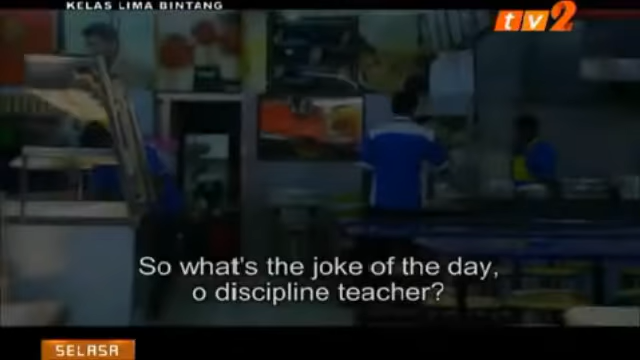 KELAS LIMA BINTANG
tv2
So what's the joke of the day,
o discipline teacher?
SELASA